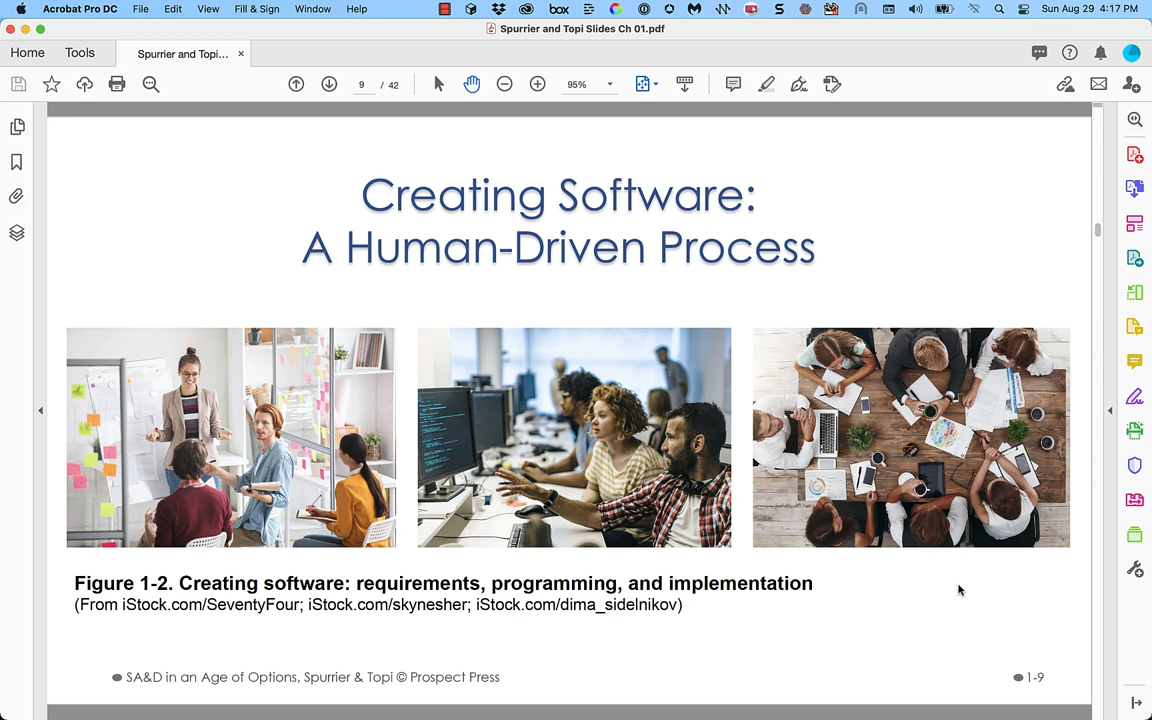 Acrobat Pro DC File Edit View Fill & Sign Window Help box Sun Aug 29 4:17 PM
Spurrier and Topi Slides Ch 01.pdf
Home Tools Spurrier and Topi... ×
9 / 42 95%
Creating Software:
A Human-Driven Process
Figure 1-2. Creating software: requirements, programming, and implementation
(From iStock.com/SeventyFour; iStock.com/skynesher; iStock.com/dima_sidelnikov)
SA&D in an Age of Options, Spurrier & Topi © Prospect Press
1-9